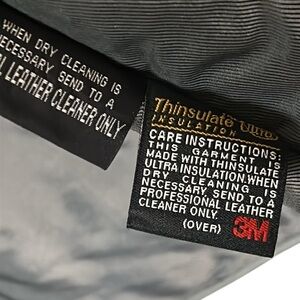 WHEN DRY CLEANING IS
NECESSARY SEND TO A
L LEATHER CLEANER ONLY
Thinsulate Ultra
INSULATION
CARE INSTRUCTIONS:
THIS GARMENT IS
MADE WITH THINSULATE
ULTRA INSULATION.WHEN
DRY CLEANING IS
NECESSARY SEND TO A
PROFESSIONAL LEATHER
CLEANER ONLY.
(OVER) 3M